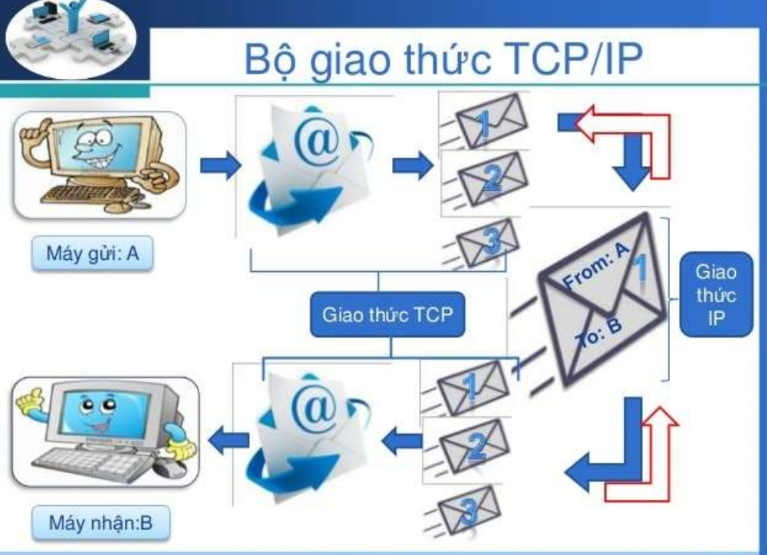 Bộ giao thức TCP/IP
@
1
2
3
Máy gửi: A
From: A
1
To: B
Giao
thức
IP
Giao thức TCP
@
1
2
3
Máy nhận:B